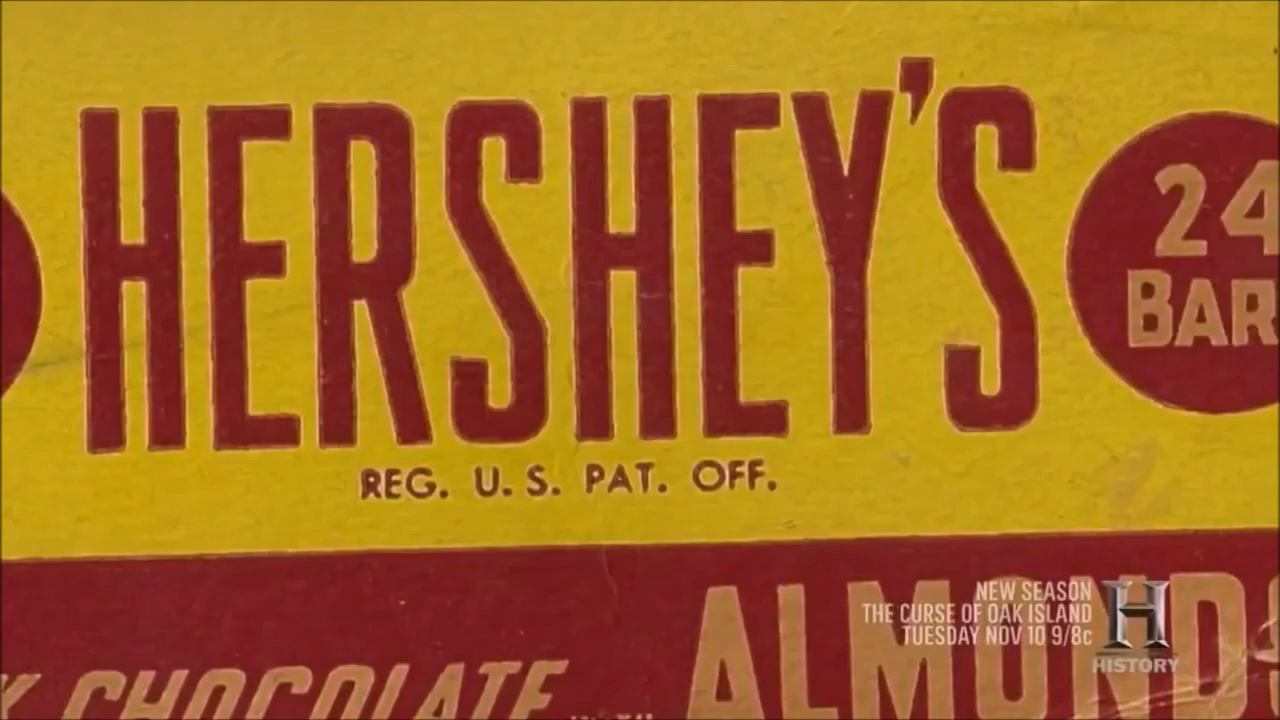 HERSHEY'S
24
BAR
REG. U.S. PAT. OFF.
ALMONDS
CHOCOLATE
NEW SEASON
THE CURSE OF OAK ISLAND
TUESDAY NOV 10 9/8c
H
HISTORY